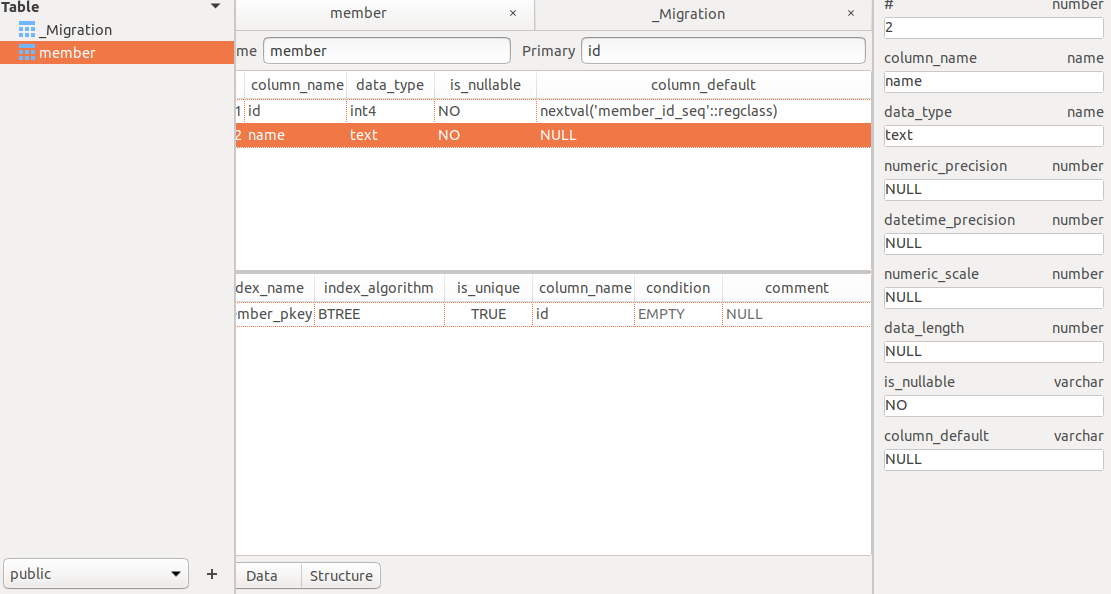 Table
_Migration
member
public
+
member ×
_Migration ×
me member Primary id
column_name data_type is_nullable column_default
1 id int4 NO nextval('member_id_seq'::regclass)
2 name text NO NULL
dex_name index_algorithm is_unique column_name condition comment
ember_pkey BTREE TRUE id EMPTY NULL
Data Structure
# number
2
column_name name
name
data_type name
text
numeric_precision number
NULL
datetime_precision number
NULL
numeric_scale number
NULL
data_length number
NULL
is_nullable varchar
NO
column_default varchar
NULL